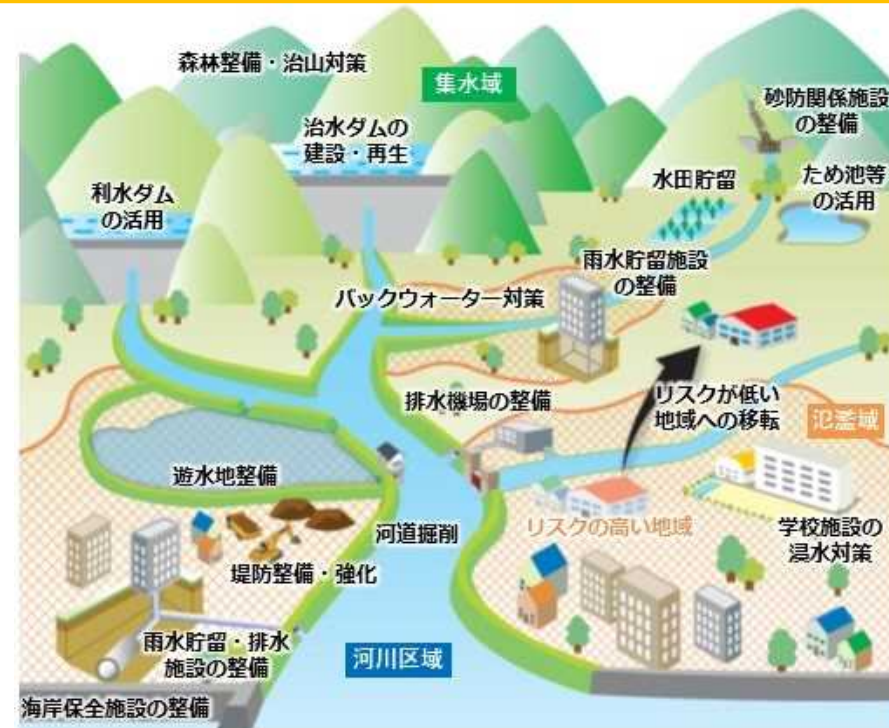 森林整備・治山対策
集水域
砂防関係施設
の整備
治水ダムの
建設・再生
水田貯留
ため池等
の活用
利水ダム
の活用
雨水貯留施設
の整備
バックウォーター対策
排水機場の整備
リスクが低い
地域への移転
氾濫域
遊水地整備
河道掘削
リスクの高い地域
学校施設の
浸水対策
堤防整備・強化
雨水貯留・排水
施設の整備
河川区域
海岸保全施設の整備